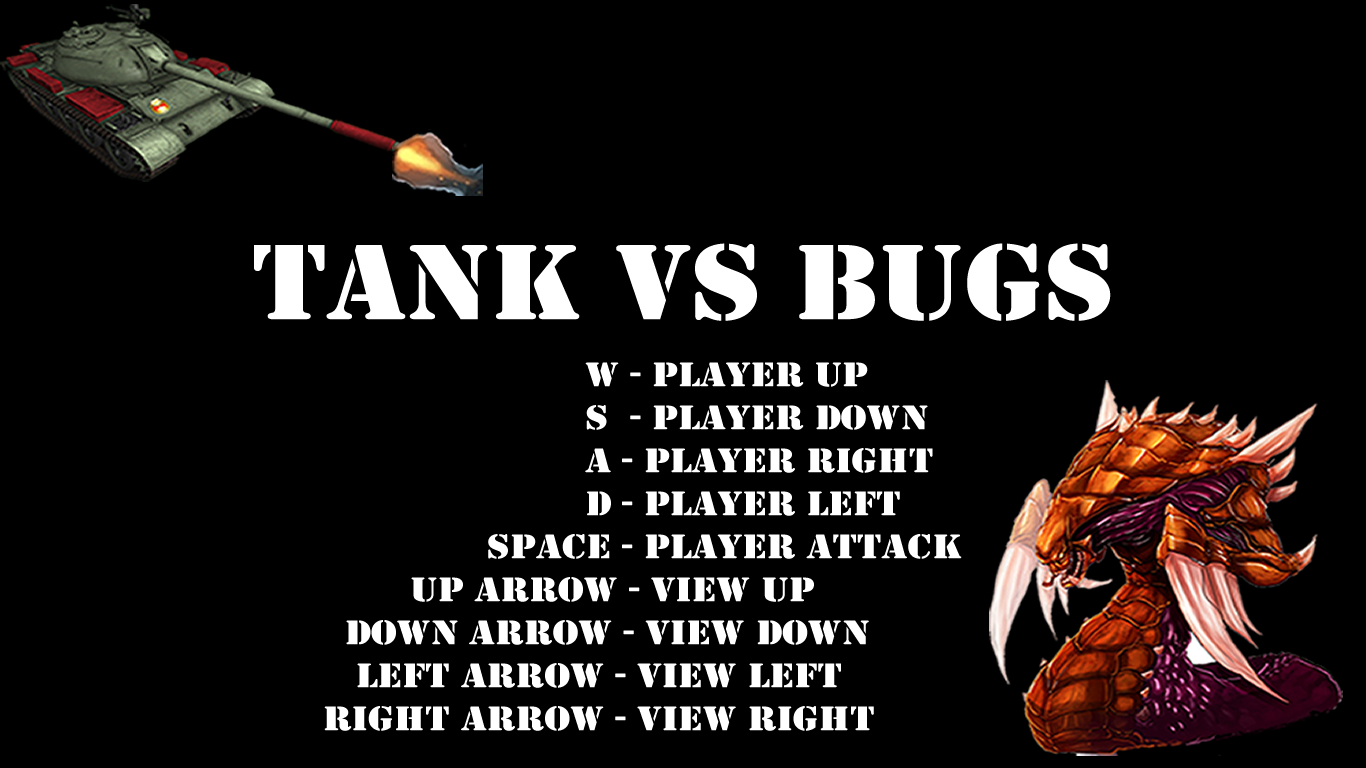 TANK VS BUGS
W - PLAYER UP
S - PLAYER DOWN
A - PLAYER RIGHT
D - PLAYER LEFT
SPACE - PLAYER ATTACK
UP ARROW - VIEW UP
DOWN ARROW - VIEW DOWN
LEFT ARROW - VIEW LEFT
RIGHT ARROW - VIEW RIGHT